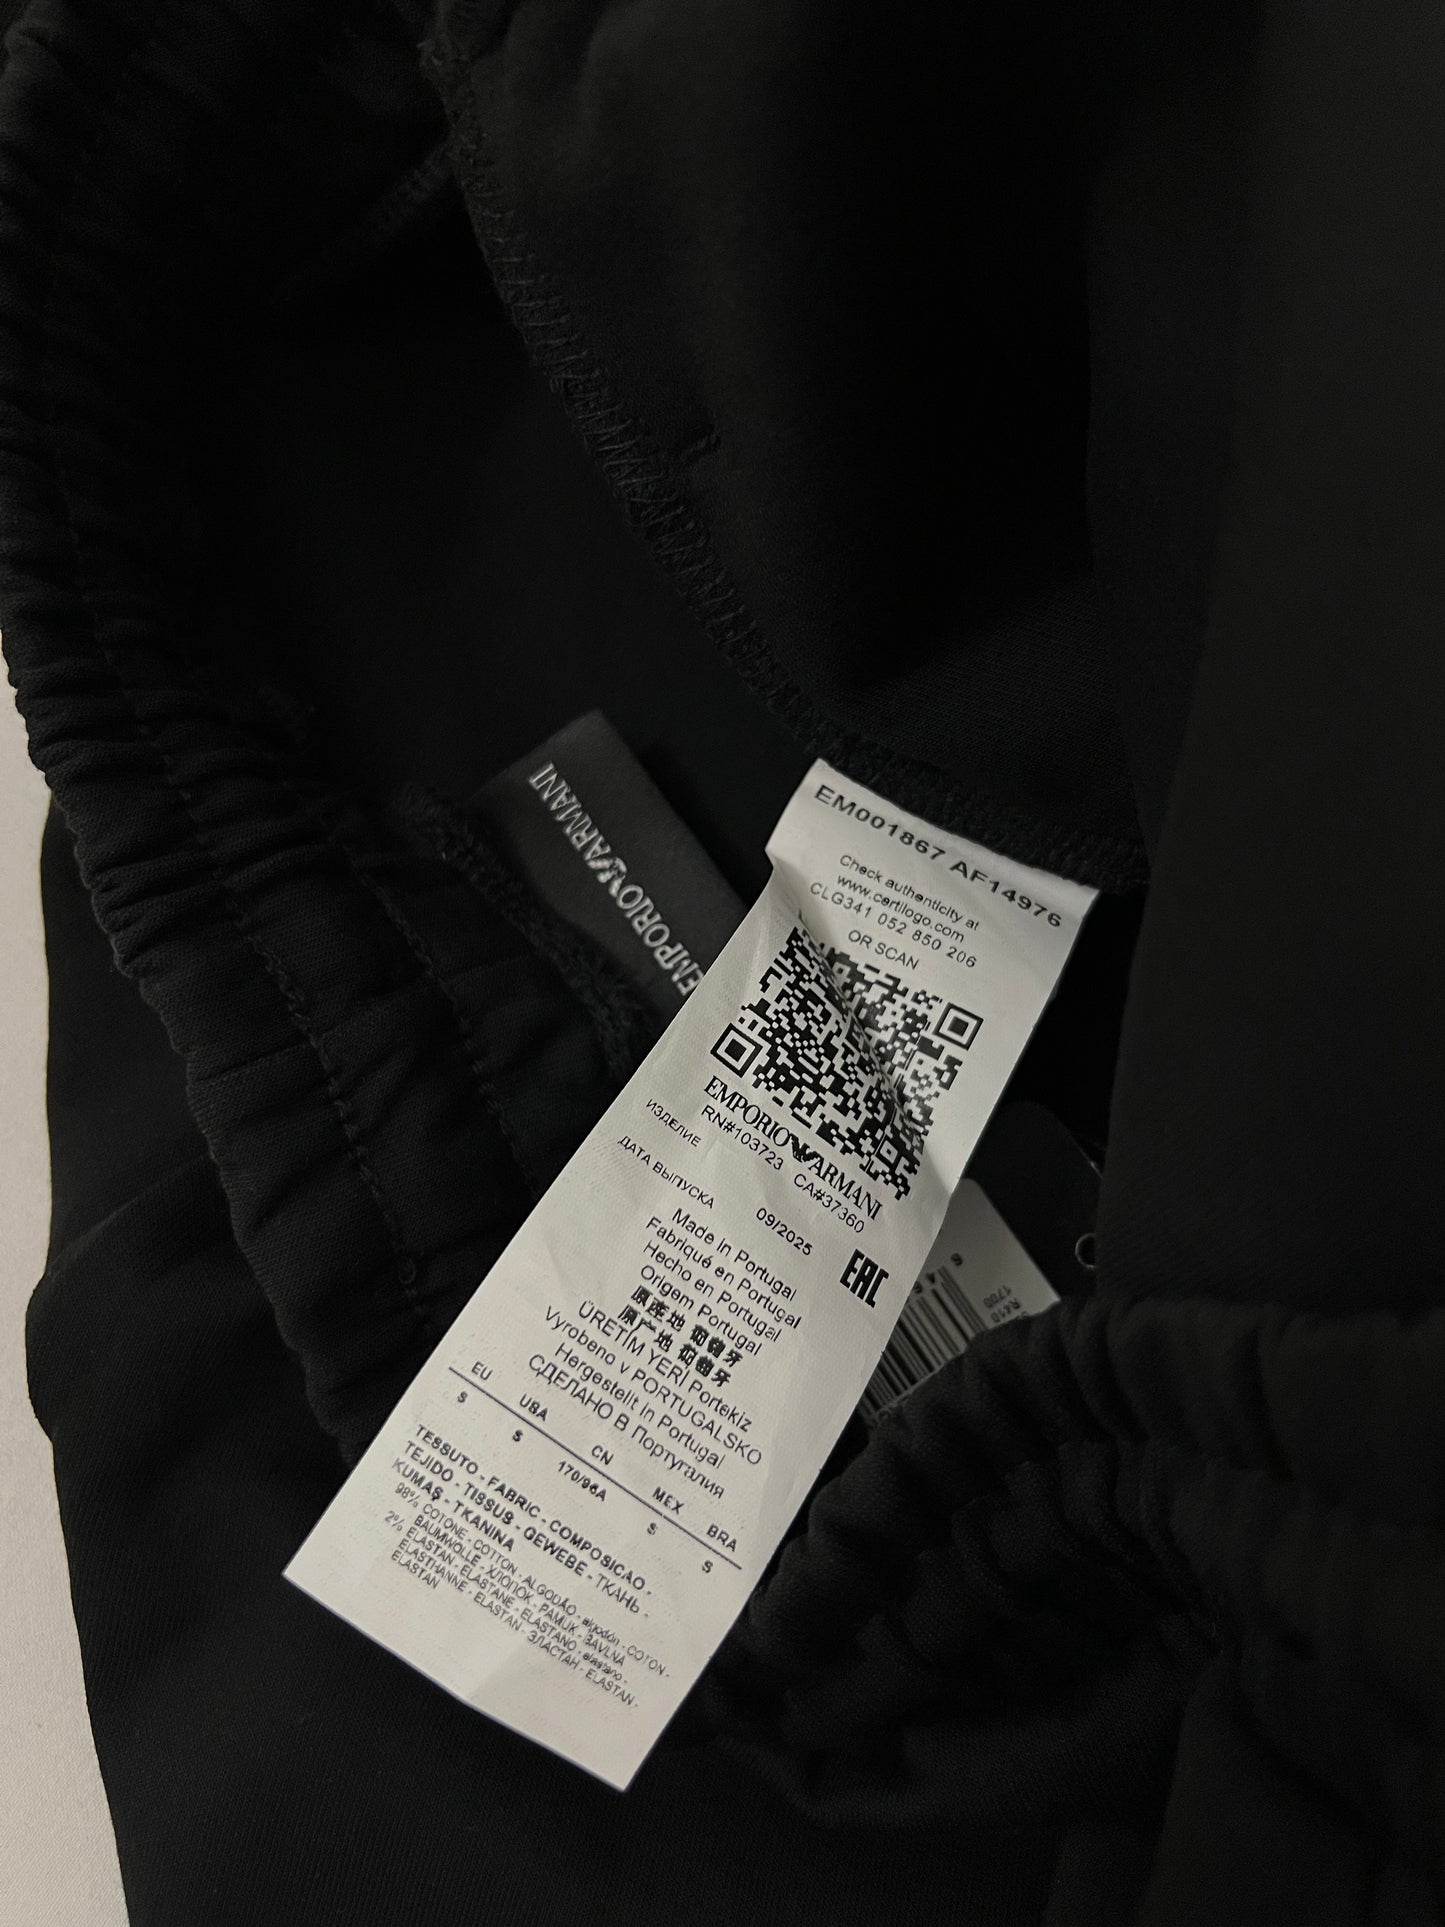 EMPORIO ARMANI
EM001867 AF14976
Check authenticity at
www.certilogo.com
CLG341 052 850 206
OR SCAN
EMPORIO ARMANI
RN#103723 CA#37360
ИЗДЕЛИЕ
ДАТА ВЫПУСКА 09/2025
EAC
Made in Portugal
Fabriqué en Portugal
Hecho en Portugal
Origem Portugal
原産地 葡萄牙
原广地 葡萄牙
ÜRETİM YERİ Portekiz
Vyrobeno v PORTUGALSKO
Hergestellt in Portugal
СДЕЛАНО В Португалия
EU USA CN MEX BRA
S S 170/96A S S
TESSUTO - FABRIC - COMPOSICAO -
TEJIDO - TISSUS - GEWEBE - ТКАНЬ -
KUMAŞ - TKANINA
98% COTONE - COTTON - ALGODÃO - algodón - COTON -
BAUMWOLLE - ХЛОПОК - PAMUK - BAVLNA
2% ELASTAN - ELASTANE - ELASTANO - elastano -
ELASTHANNE - ELASTAN - ЭЛАСТАН - ELASTAN -
ELASTAN
R410
1788